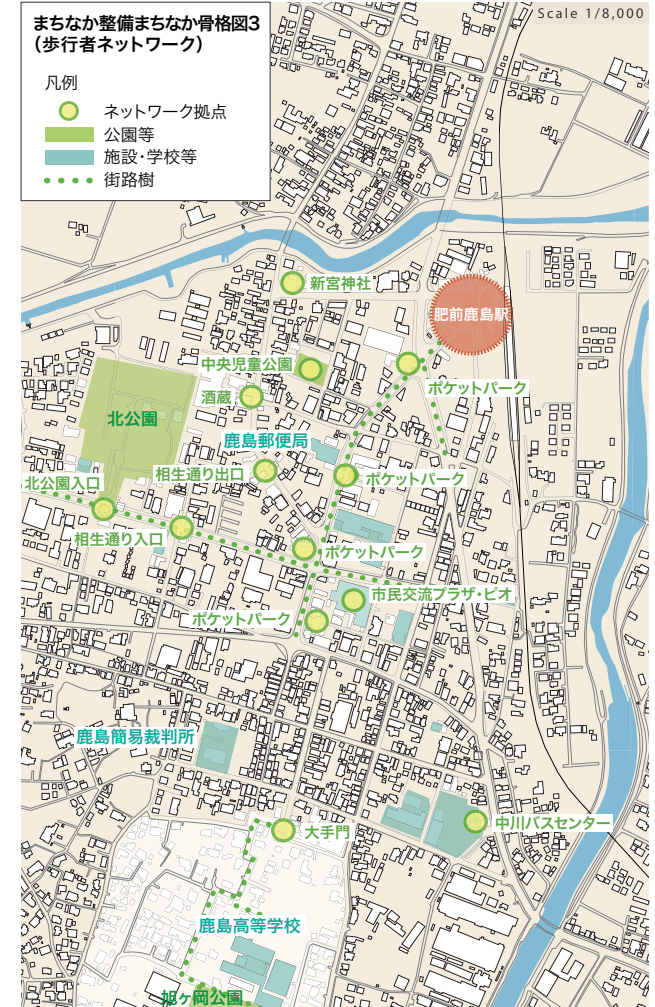 まちなか整備まちなか骨格図3
(歩行者ネットワーク)
凡例
ネットワーク拠点
公園等
施設・学校等
街路樹
Scale 1/8,000
新宮神社
肥前鹿島駅
中央児童公園
ポケットパーク
酒蔵
北公園
鹿島郵便局
相生通り出口
ポケットパーク
北公園入口
相生通り入口
ポケットパーク
市民交流プラザ・ピオ
ポケットパーク
鹿島簡易裁判所
大手門
中川バスセンター
鹿島高等学校
旭ヶ岡公園